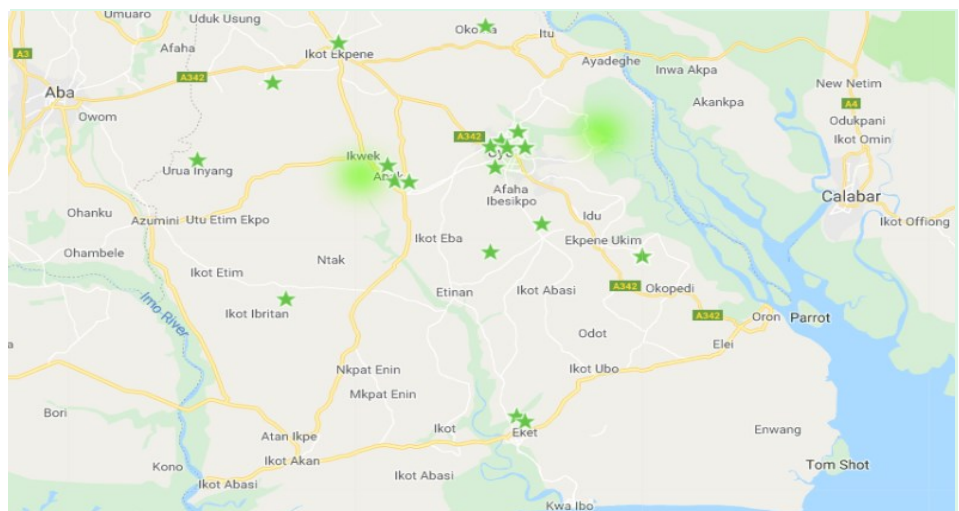 Umuaro
Uduk Usung
Itu
A3
Afaha
Ikot Ekpene
Ayadeghe
Inwa Akpa
A342
New Netim
Aba
Akankpa
A4
Owom
Odukpani
A342
Ikot Omin
Ikwek
Urua Inyang
Afaha
Ibesikpo
Calabar
Ohanku
Azumini
Utu Etim Ekpo
Idu
Ikot Offiong
Ikot Eba
Ekpene Ukim
Ohambele
Ntak
Ikot Etim
A342
Okopedi
Etinan
Ikot Abasi
Imo River
Ikot Ibritan
A342
Oron
Parrot
Odot
Elei
Nkpat Enin
Ikot Ubo
Mkpat Enin
Bori
Ikot
Eket
Enwang
Atan Ikpe
Kono
Ikot Akan
Tom Shot
Ikot Abasi
Ikot Abasi
Kwa Ibo